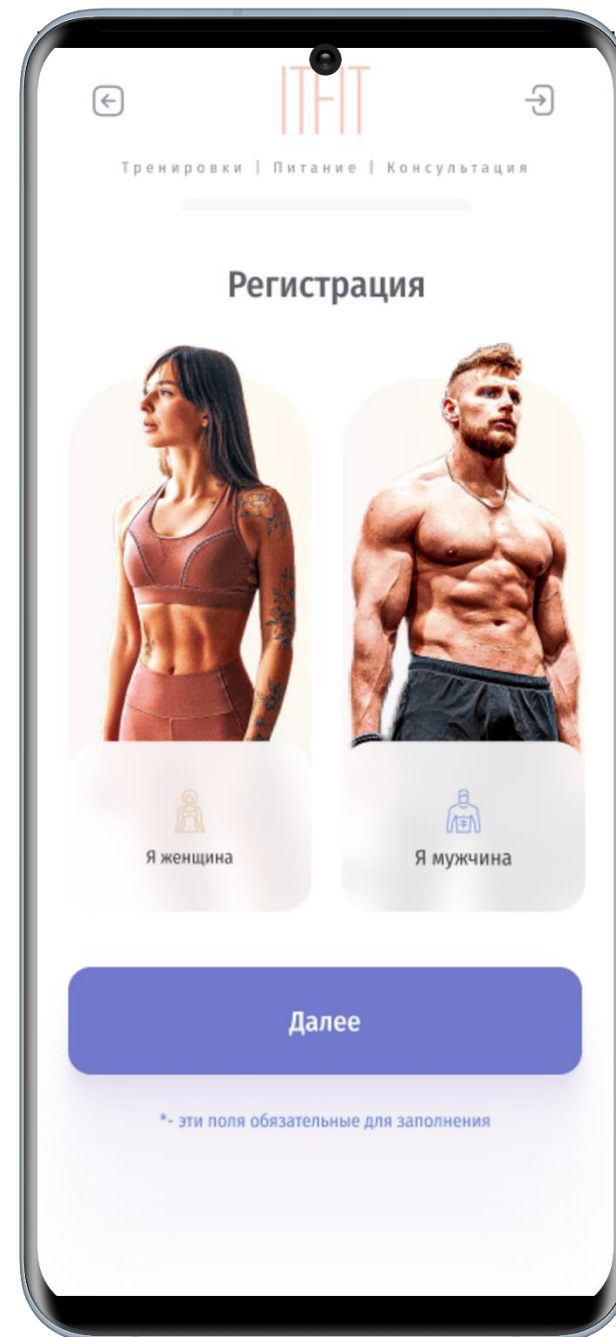 ITFIT
Тренировки | Питание | Консультация
Регистрация
Я женщина
Я мужчина
Далее
*- эти поля обязательные для заполнения